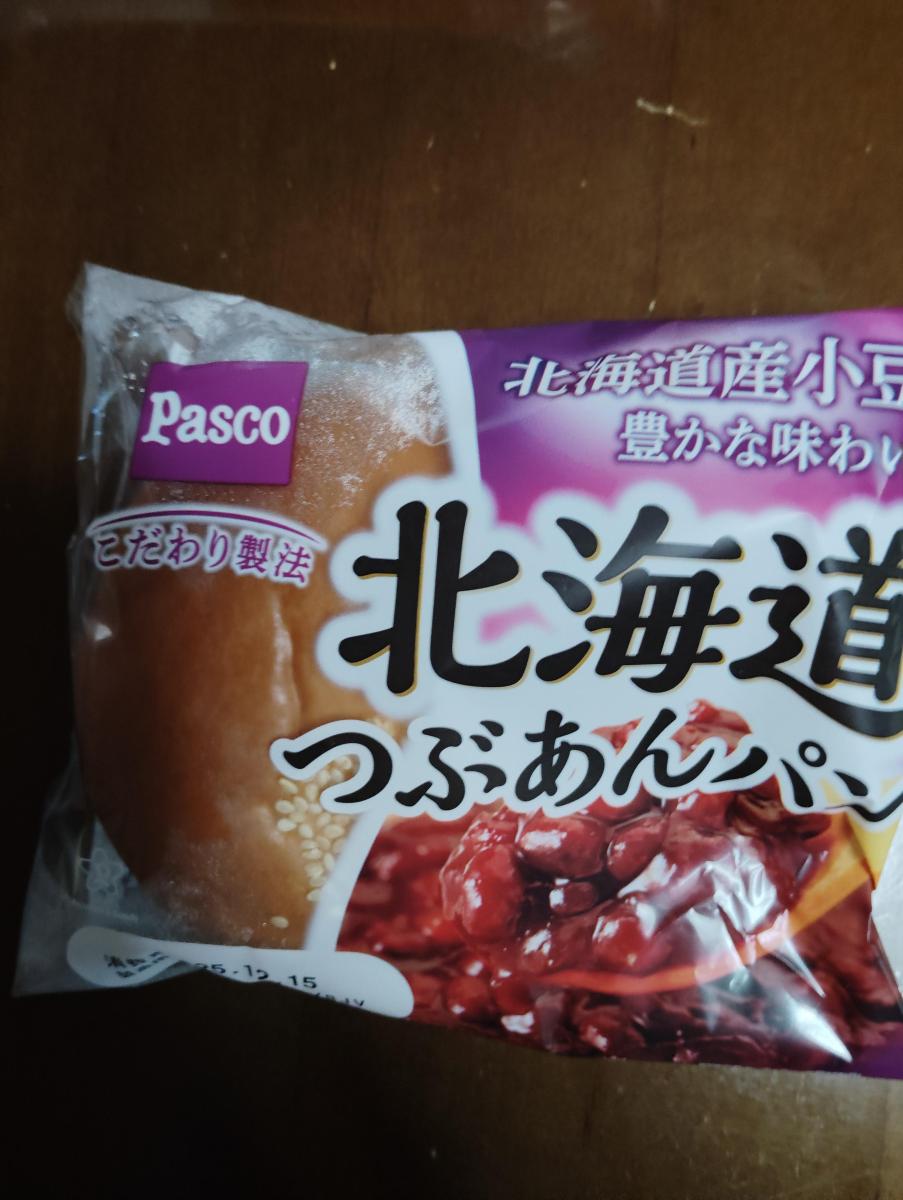 Pasco
こだわり製法
北海道産小豆
豊かな味わい
北海道
つぶあんパン
25.12.15